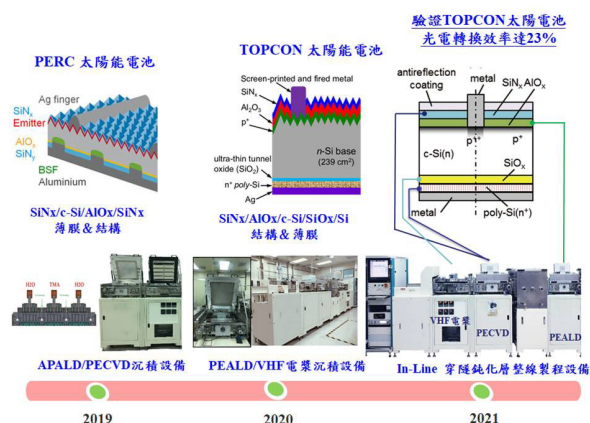 PERC 太陽能電池
Ag finger
SiNx
Emitter
AlOx
SiNy
BSF
Aluminium
SiNx/c-Si/AlOx/SiNx
薄膜&結構
H2O TMA H2O
APALD/PECVD沉積設備
2019
TOPCON 太陽能電池
Screen-printed and fired metal
SiNx
Al2O3
p+
n-Si base
(239 cm2)
ultra-thin tunnel
oxide (SiO2)
n+ poly-Si
Ag
SiNx/AlOx/c-Si/SiOx/Si
結構&薄膜
PEALD/VHF電漿沉積設備
2020
驗證TOPCON太陽電池
光電轉換效率達23%
antireflection
coating
metal
SiNx AlOx
p++
p+
c-Si(n)
SiOx
metal
poly-Si(n+)
VHF電漿
PECVD
PEALD
In-Line 穿隧鈍化層整線製程設備
2021